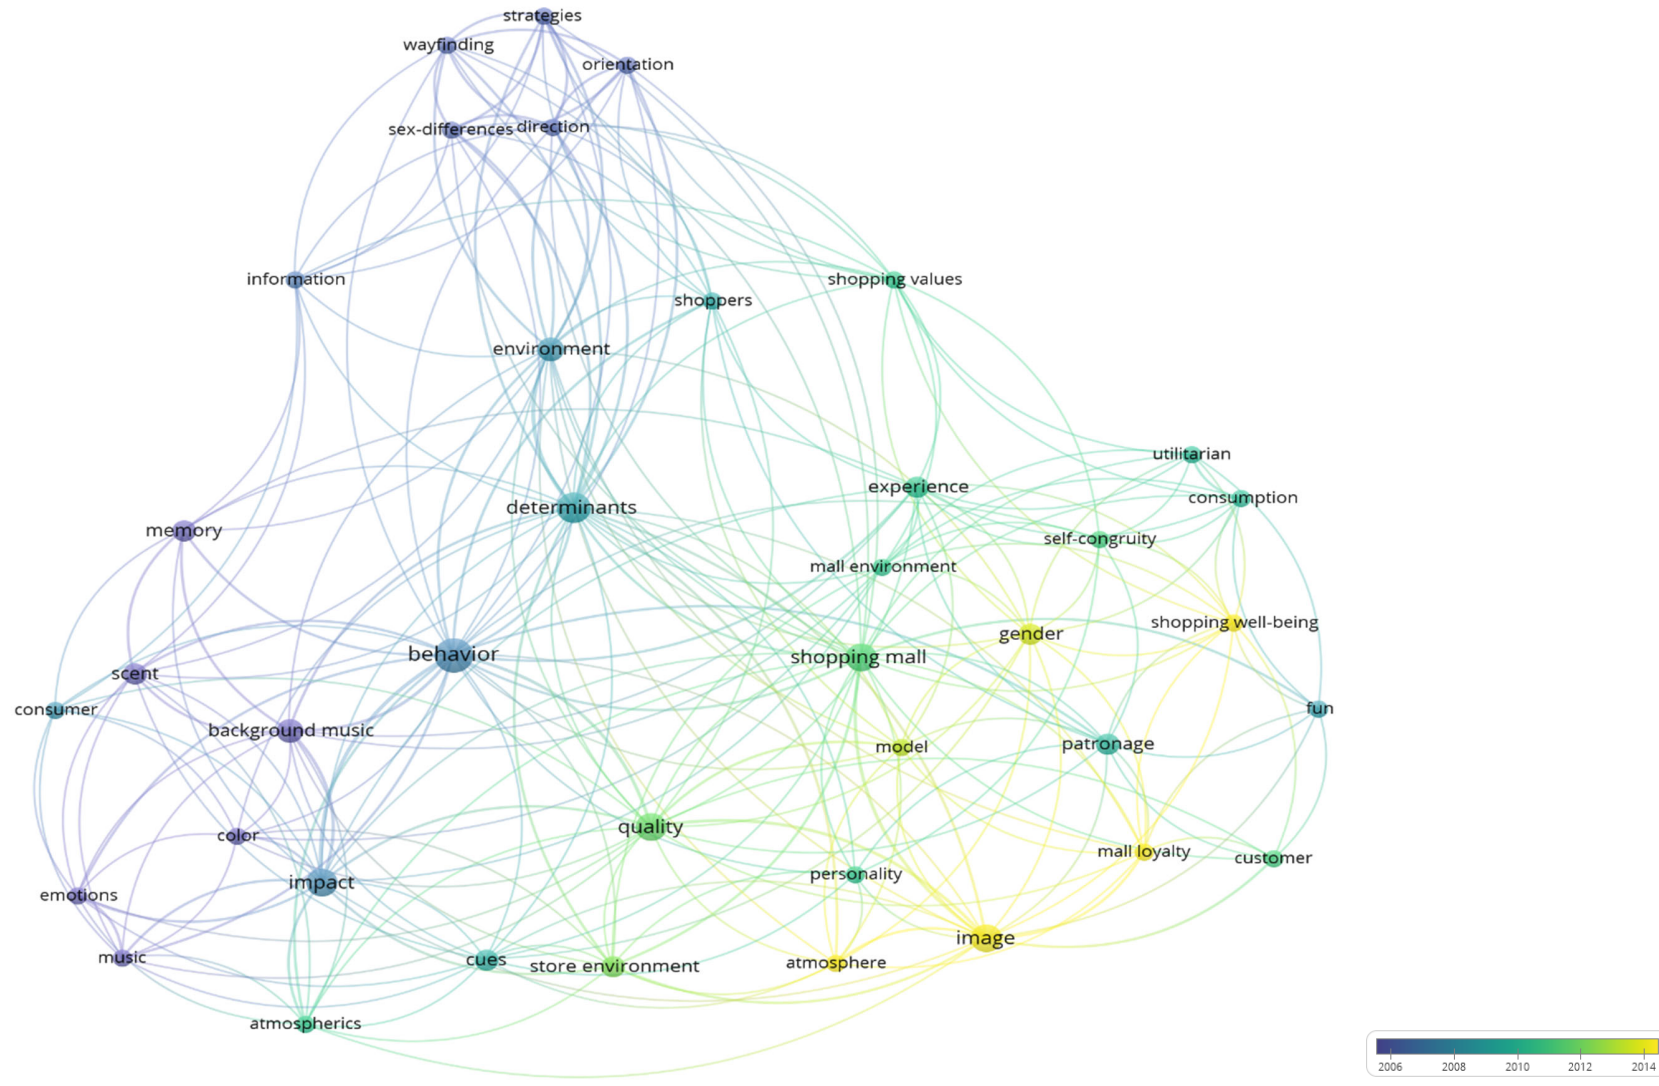 strategies
wayfinding
orientation
sex-differences
direction
information
shopping values
shoppers
environment
utilitarian
experience
consumption
determinants
memory
self-congruity
mall environment
shopping well-being
gender
behavior
shopping mall
scent
consumer
fun
background music
patronage
model
quality
color
mall loyalty
customer
personality
impact
emotions
image
music
cues
store environment
atmosphere
atmospherics
2006 2008 2010 2012 2014